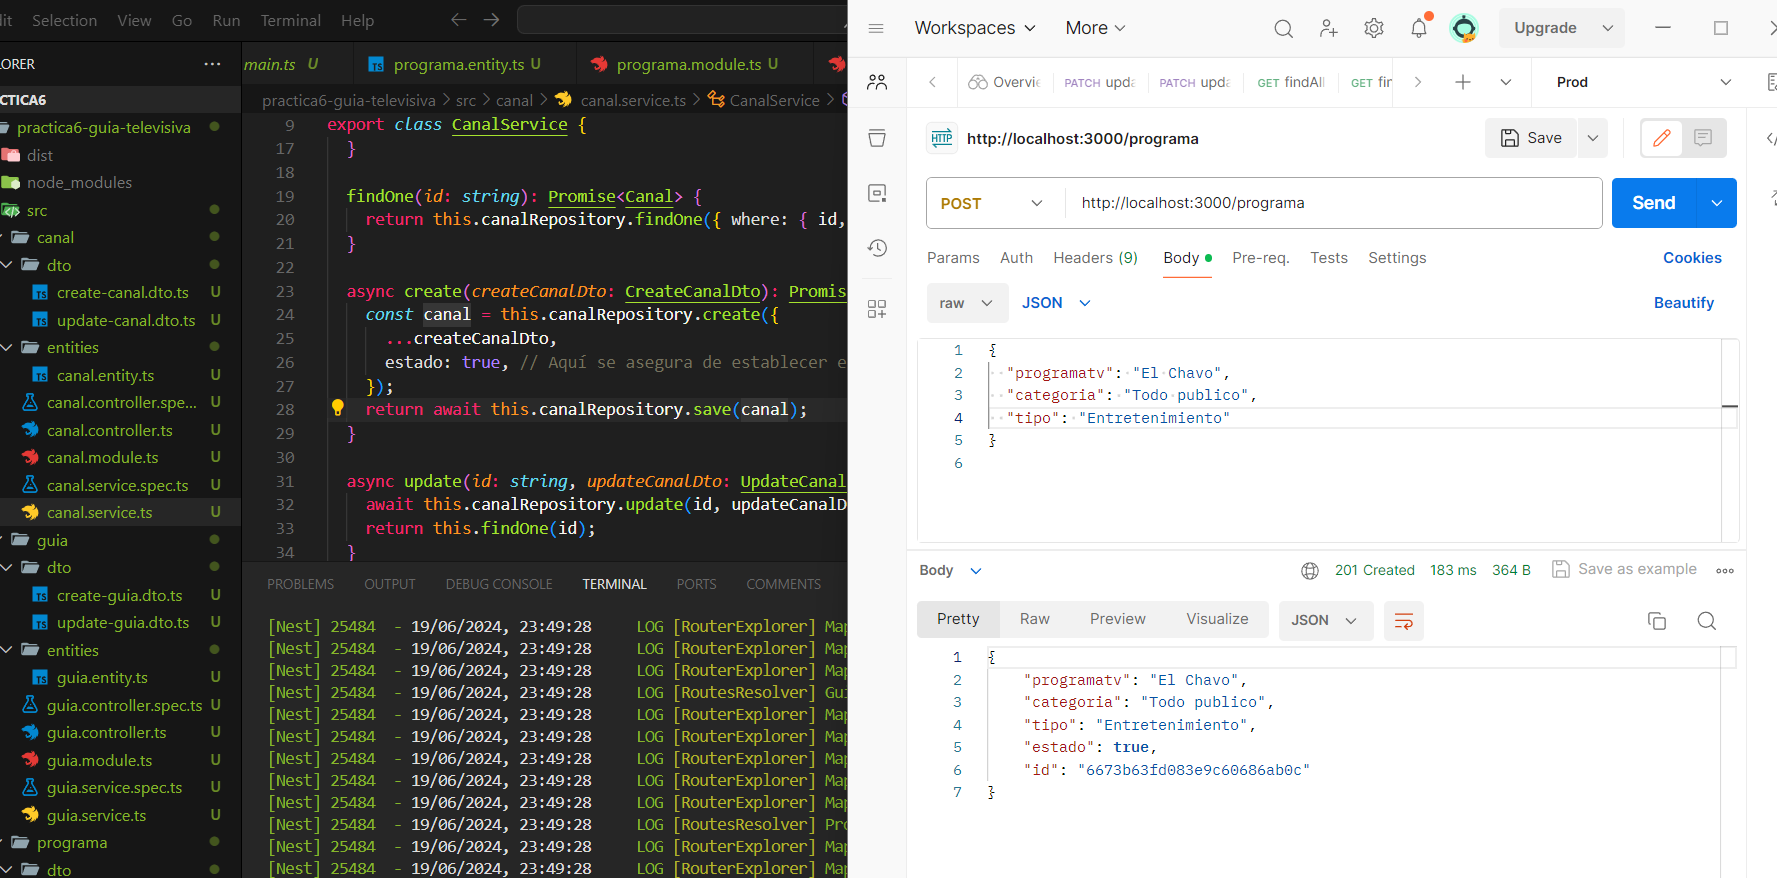 dit Selection View Go Run Terminal Help
LORER
CTICA6
practica6-guia-televisiva
dist
node_modules
src
canal
dto
create-canal.dto.ts U
update-canal.dto.ts U
entities
canal.entity.ts U
canal.controller.spe... U
canal.controller.ts U
canal.module.ts U
canal.service.spec.ts U
canal.service.ts U
guia
dto
create-guia.dto.ts U
update-guia.dto.ts U
entities
guia.entity.ts U
guia.controller.spec.ts U
guia.controller.ts U
guia.module.ts U
guia.service.spec.ts U
guia.service.ts U
programa
dto
main.ts U programa.entity.ts U programa.module.ts U
practica6-guia-televisiva > src > canal > canal.service.ts > CanalService >
9 export class CanalService {
17 }
18
19 findOne(id: string): Promise<Canal> {
20 return this.canalRepository.findOne({ where: { id,
21 }
22
23 async create(createCanalDto: CreateCanalDto): Promis
24 const canal = this.canalRepository.create({
25 ...createCanalDto,
26 estado: true, // Aquí se asegura de establecer e
27 });
28 return await this.canalRepository.save(canal);
29 }
30
31 async update(id: string, updateCanalDto: UpdateCanal
32 await this.canalRepository.update(id, updateCanalD
33 return this.findOne(id);
34 }
PROBLEMS OUTPUT DEBUG CONSOLE TERMINAL PORTS COMMENTS
[Nest] 25484 - 19/06/2024, 23:49:28 LOG [RouterExplorer] Map
[Nest] 25484 - 19/06/2024, 23:49:28 LOG [RouterExplorer] Map
[Nest] 25484 - 19/06/2024, 23:49:28 LOG [RouterExplorer] Map
[Nest] 25484 - 19/06/2024, 23:49:28 LOG [RoutesResolver] Gui
[Nest] 25484 - 19/06/2024, 23:49:28 LOG [RouterExplorer] Map
[Nest] 25484 - 19/06/2024, 23:49:28 LOG [RouterExplorer] Map
[Nest] 25484 - 19/06/2024, 23:49:28 LOG [RouterExplorer] Map
[Nest] 25484 - 19/06/2024, 23:49:28 LOG [RouterExplorer] Map
[Nest] 25484 - 19/06/2024, 23:49:28 LOG [RouterExplorer] Map
[Nest] 25484 - 19/06/2024, 23:49:28 LOG [RoutesResolver] Pro
[Nest] 25484 - 19/06/2024, 23:49:28 LOG [RouterExplorer] Map
[Nest] 25484 - 19/06/2024, 23:49:28 LOG [RouterExplorer] Map
Workspaces More Upgrade
Overvie PATCH upda PATCH upda GET findAll GET fin Prod
HTTP http://localhost:3000/programa Save
POST http://localhost:3000/programa Send
Params Auth Headers (9) Body Pre-req. Tests Settings Cookies
raw JSON Beautify
1 {
2 "programatv": "El Chavo",
3 "categoria": "Todo publico",
4 "tipo": "Entretenimiento"
5 }
6
Body 201 Created 183 ms 364 B Save as example
Pretty Raw Preview Visualize JSON
1 {
2 "programatv": "El Chavo",
3 "categoria": "Todo publico",
4 "tipo": "Entretenimiento",
5 "estado": true,
6 "id": "6673b63fd083e9c60686ab0c"
7 }